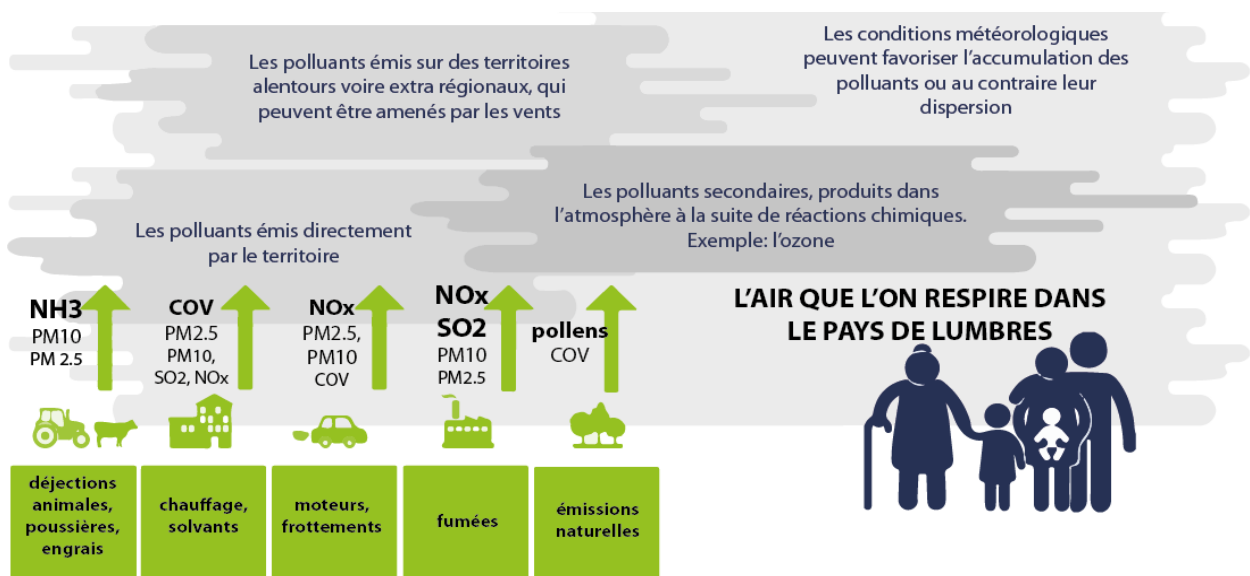 Les polluants émis sur des territoires
alentours voire extra régionaux, qui
peuvent être amenés par les vents
Les conditions météorologiques
peuvent favoriser l'accumulation des
polluants ou au contraire leur
dispersion
Les polluants secondaires, produits dans
l'atmosphère à la suite de réactions chimiques.
Exemple: l'ozone
Les polluants émis directement
par le territoire
NH3
PM10
PM 2.5
COV
PM2.5
PM10,
SO2, NOx
NOx
PM2.5,
PM10
COV
NOx
SO2
PM10
PM2.5
pollens
COV
L'AIR QUE L'ON RESPIRE DANS
LE PAYS DE LUMBRES
déjections
animales,
poussières,
engrais
chauffage,
solvants
moteurs,
frottements
fumées
émissions
naturelles